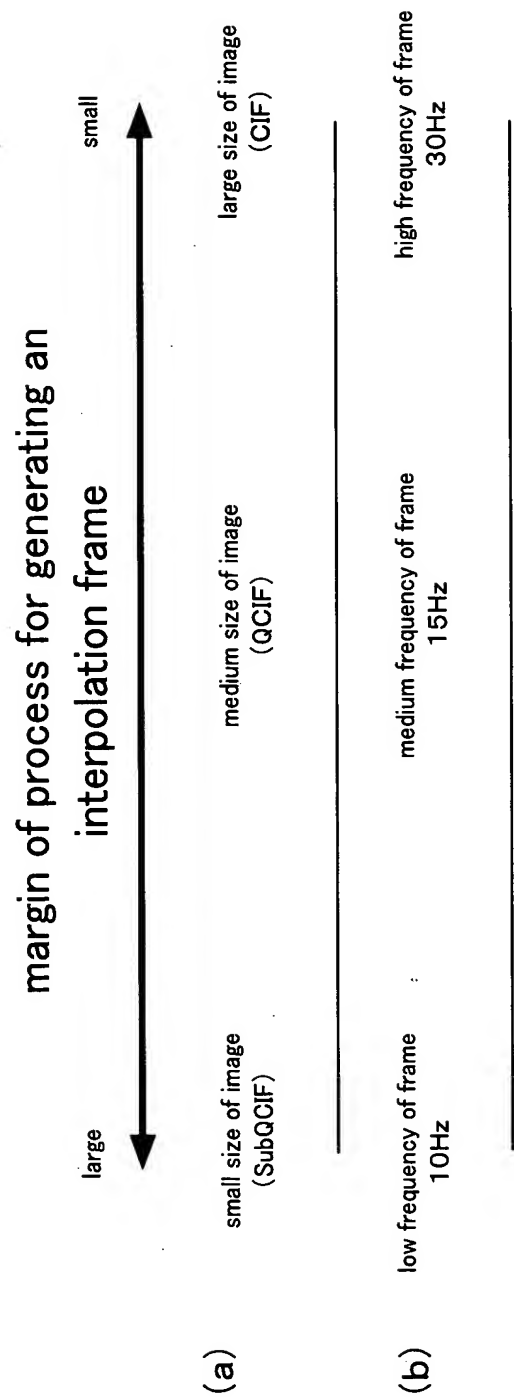 margin of process for generating an
interpolation frame
large
small
(a)
small size of image
(SubQCIF)
medium size of image
(QCIF)
large size of image
(CIF)
(b)
low frequency of frame
10Hz
medium frequency of frame
15Hz
high frequency of frame
30Hz